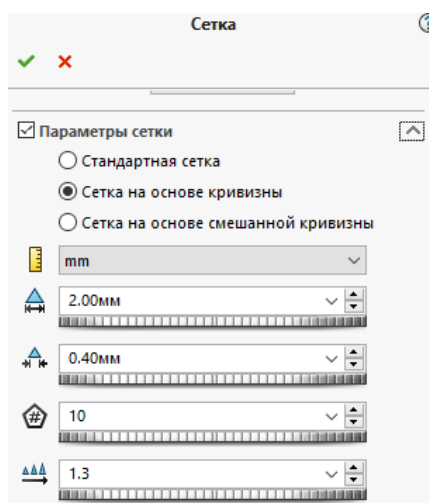 Сетка
Параметры сетки
Стандартная сетка
Сетка на основе кривизны
Сетка на основе смешанной кривизны
mm
2.00мм
0.40мм
#
10
1.3